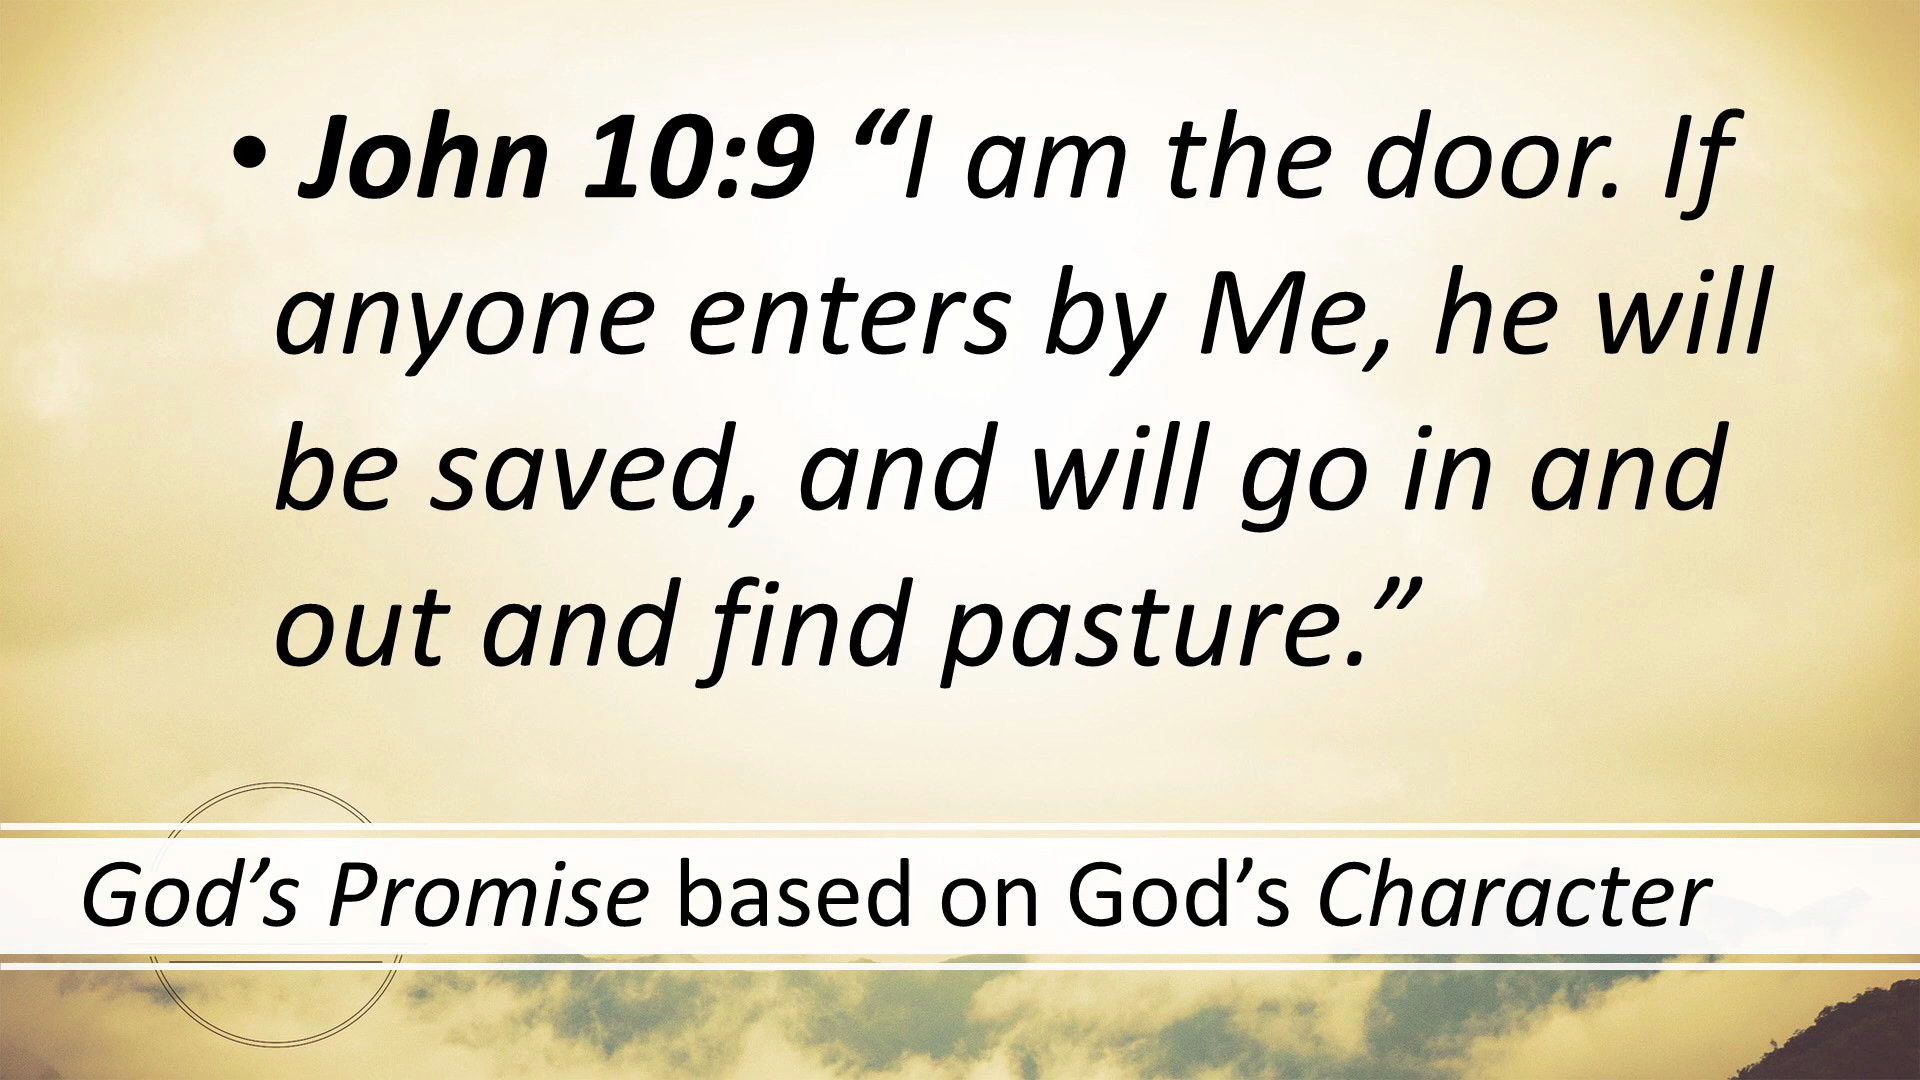 • John 10:9 “I am the door. If
anyone enters by Me, he will
be saved, and will go in and
out and find pasture.”
God’s Promise based on God’s Character